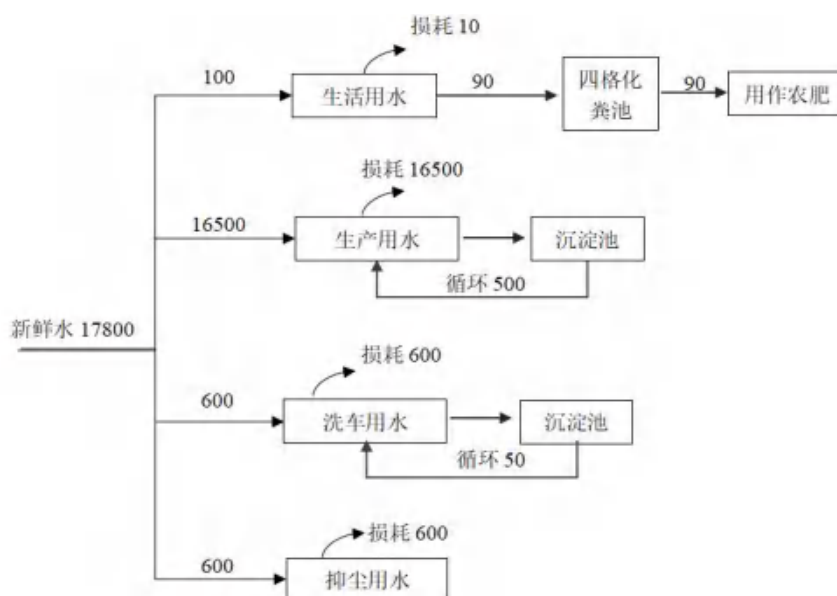 损耗 10
100
生活用水
90
四格化
粪池
90
用作农肥
损耗 16500
16500
生产用水
沉淀池
循环 500
新鲜水 17800
损耗 600
600
洗车用水
沉淀池
循环 50
损耗 600
600
抑尘用水